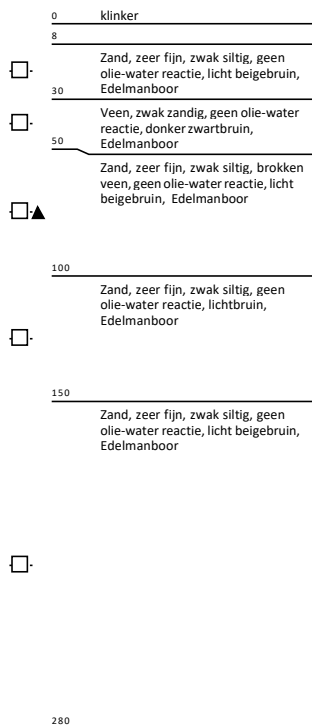 0 klinker
8
Zand, zeer fijn, zwak siltig, geen
olie-water reactie, licht beigebruin,
Edelmanboor
30
Veen, zwak zandig, geen olie-water
reactie, donker zwartbruin,
Edelmanboor
50
Zand, zeer fijn, zwak siltig, brokken
veen, geen olie-water reactie, licht
beigebruin, Edelmanboor
100
Zand, zeer fijn, zwak siltig, geen
olie-water reactie, lichtbruin,
Edelmanboor
150
Zand, zeer fijn, zwak siltig, geen
olie-water reactie, licht beigebruin,
Edelmanboor
280